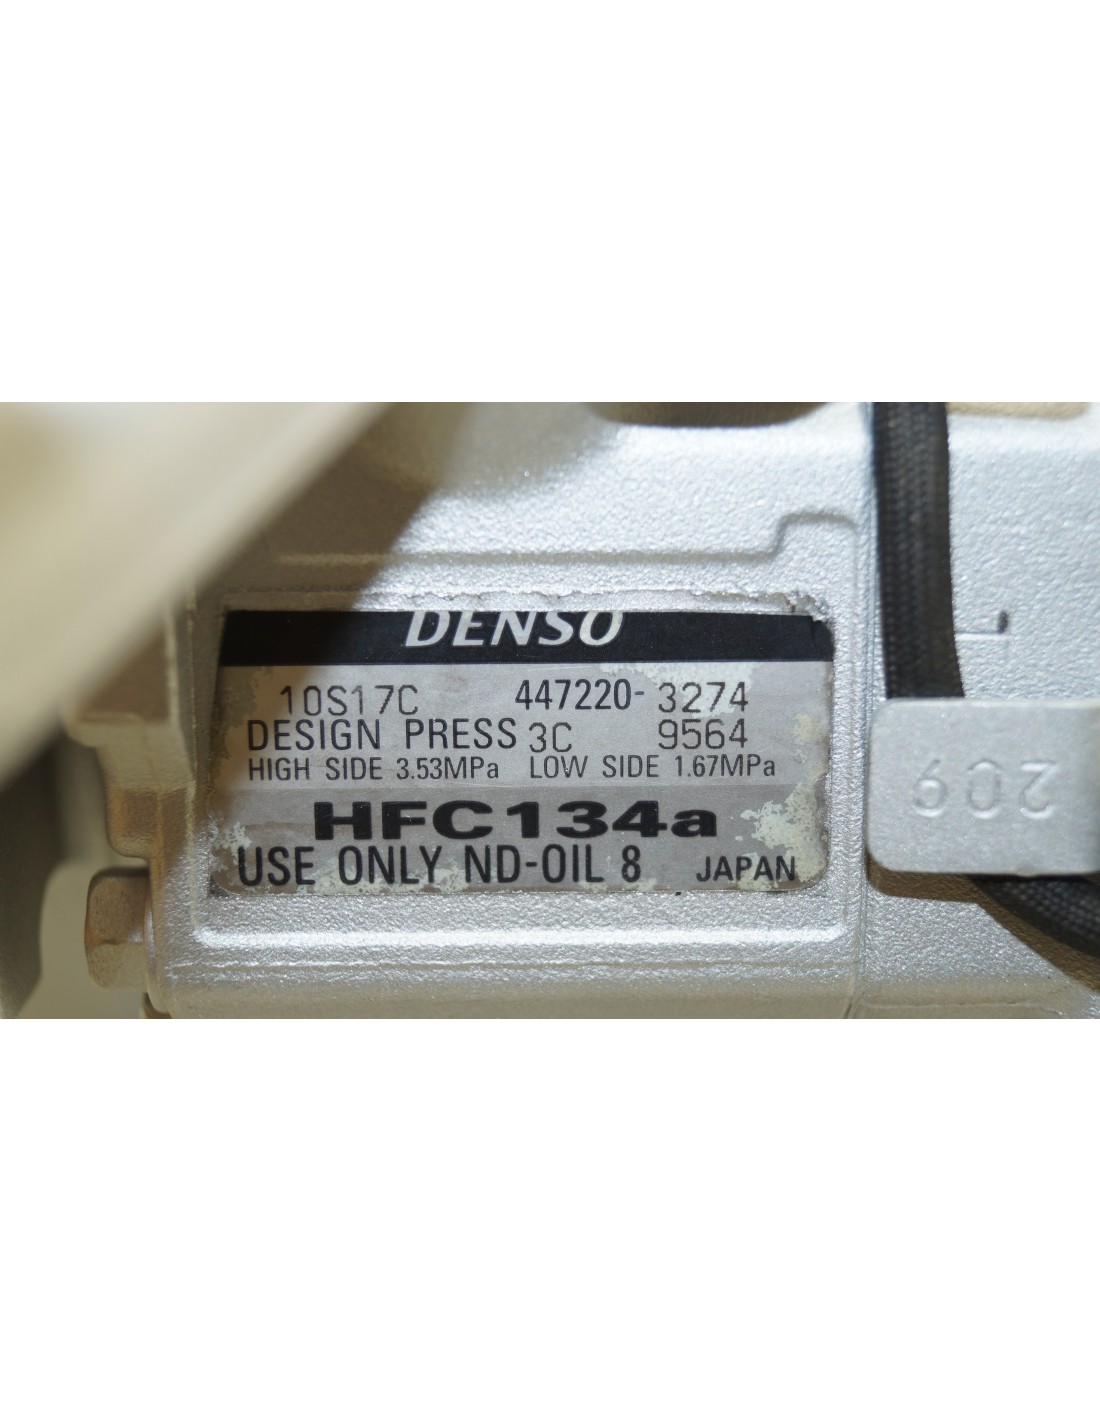 DENSO
10S17C 447220- 3274
DESIGN PRESS 3C 9564
HIGH SIDE 3.53MPa LOW SIDE 1.67MPa
HFC134a
USE ONLY ND-OIL 8 JAPAN
209